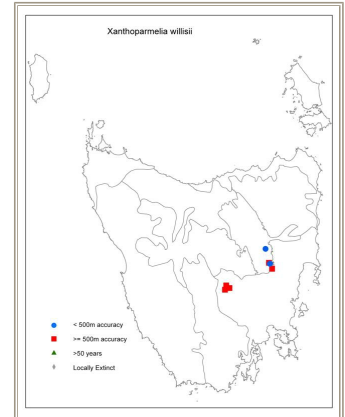 Xanthoparmelia willisii
< 500m accuracy
>= 500m accuracy
>50 years
Locally Extinct